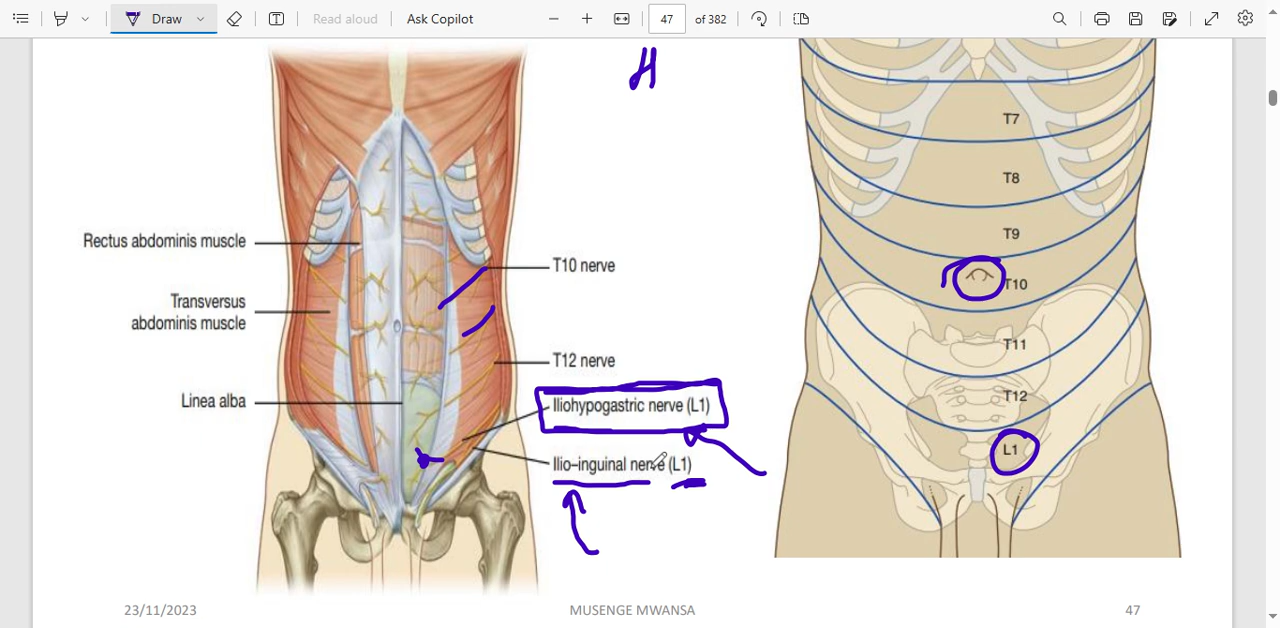 Draw
Read aloud
Ask Copilot
47
of 382
H
Rectus abdominis muscle
Transversus
abdominis muscle
Linea alba
T10 nerve
T12 nerve
Iliohypogastric nerve (L1)
Ilio–inguinal nerve (L1)
T7
T8
T9
T10
T11
T12
L1
23/11/2023
MUSENGE MWANSA
47